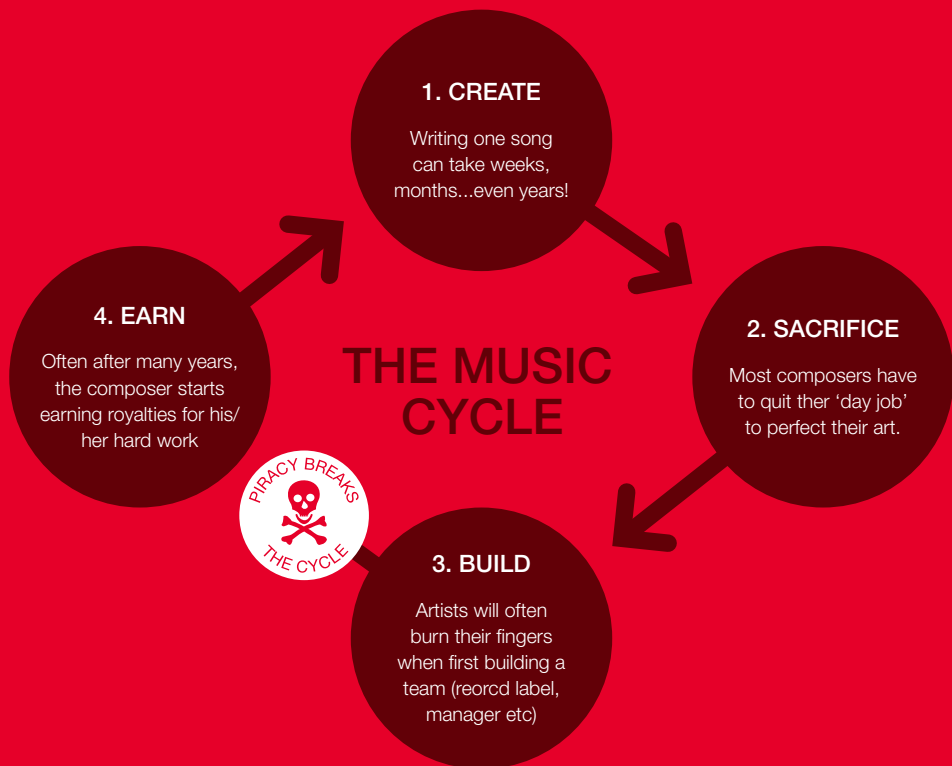 1. CREATE
Writing one song
can take weeks,
months...even years!
2. SACRIFICE
Most composers have
to quit ther ‘day job’
to perfect their art.
3. BUILD
Artists will often
burn their fingers
when first building a
team (reorcd label,
manager etc)
PIRACY BREAKS
THE CYCLE
4. EARN
Often after many years,
the composer starts
earning royalties for his/
her hard work
THE MUSIC
CYCLE